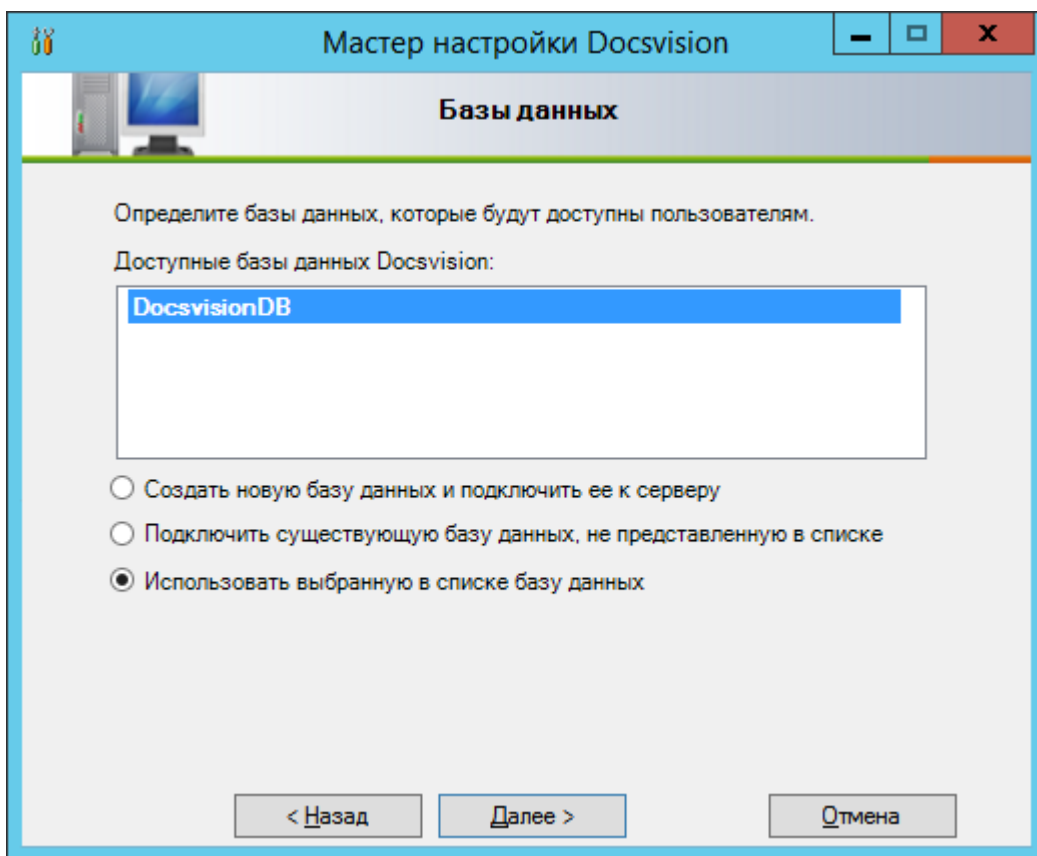 Мастер настройки Docsvision
Базы данных
Определите базы данных, которые будут доступны пользователям.
Доступные базы данных Docsvision:
DocsvisionDB
Создать новую базу данных и подключить ее к серверу
Подключить существующую базу данных, не представленную в списке
Использовать выбранную в списке базу данных
< Назад Далее > Отмена